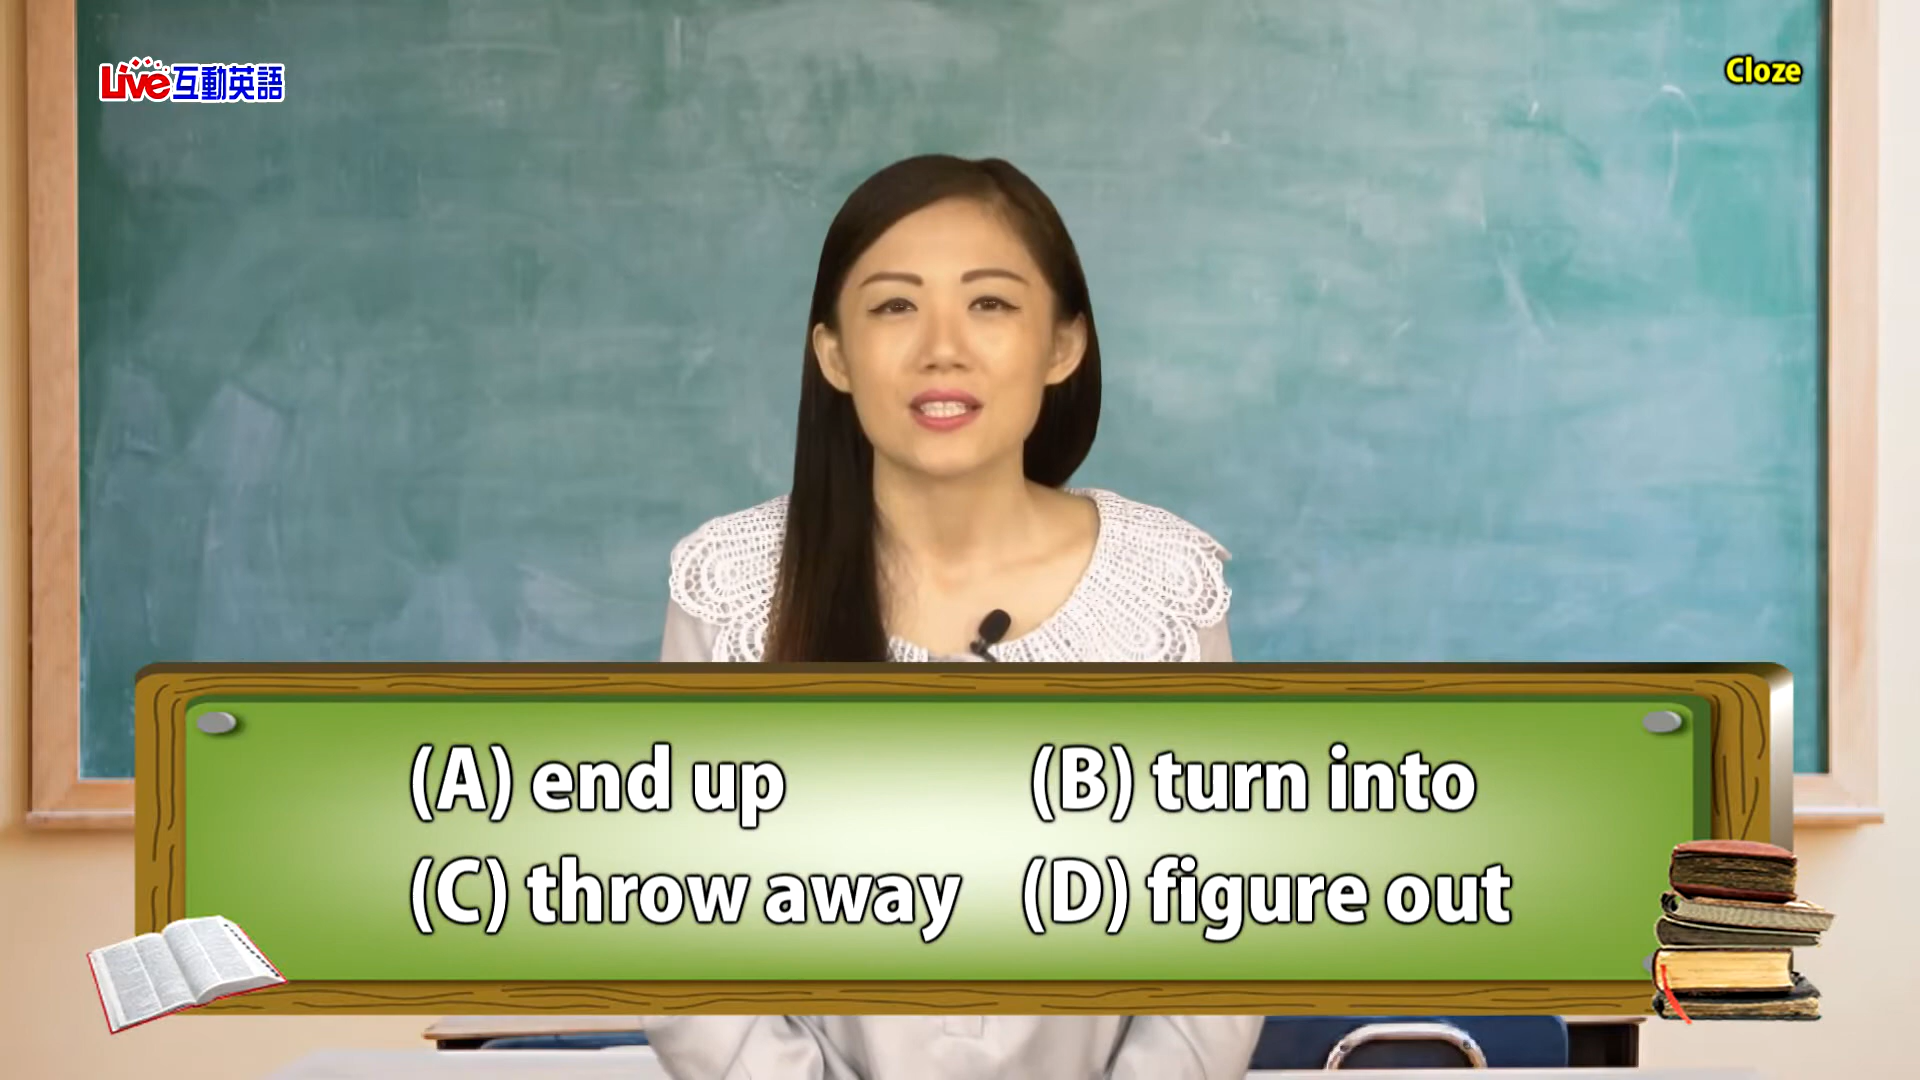 Live互動英語
Cloze
(A) end up
(B) turn into
(C) throw away
(D) figure out